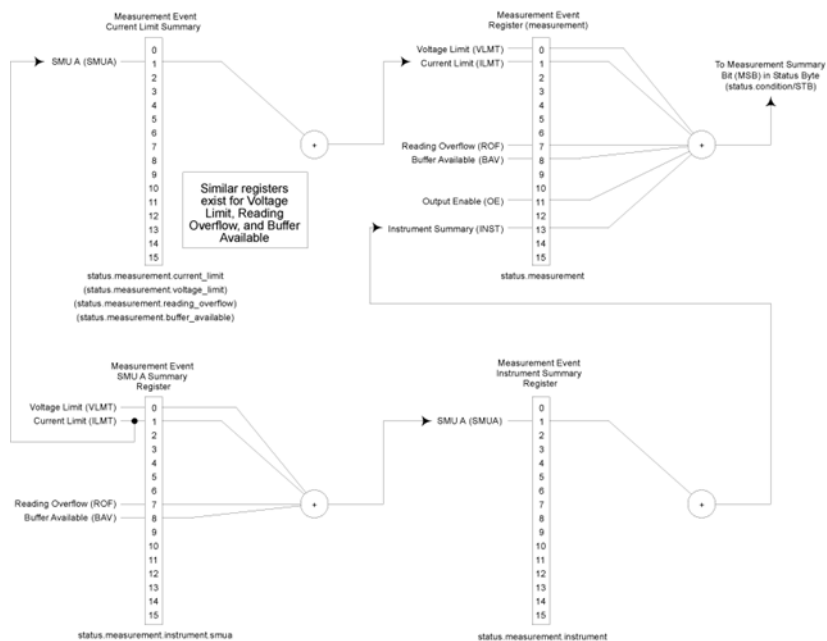 Measurement Event
Current Limit Summary
SMU A (SMUA)
0
1
2
3
4
5
6
7
8
9
10
11
12
13
14
15
+
Similar registers
exist for Voltage
Limit, Reading
Overflow, and Buffer
Available
status.measurement.current_limit
(status.measurement.voltage_limit)
(status.measurement.reading_overflow)
(status.measurement.buffer_available)
Measurement Event
Register (measurement)
Voltage Limit (VLMT)
Current Limit (ILMT)
Reading Overflow (ROF)
Buffer Available (BAV)
Output Enable (OE)
Instrument Summary (INST)
0
1
2
3
4
5
6
7
8
9
10
11
12
13
14
15
+
status.measurement
To Measurement Summary
Bit (MSB) in Status Byte
(status.condition/STB)
Measurement Event
SMU A Summary
Register
Voltage Limit (VLMT)
Current Limit (ILMT)
Reading Overflow (ROF)
Buffer Available (BAV)
0
1
2
3
4
5
6
7
8
9
10
11
12
13
14
15
+
status.measurement.instrument.smua
Measurement Event
Instrument Summary
Register
SMU A (SMUA)
0
1
2
3
4
5
6
7
8
9
10
11
12
13
14
15
+
status.measurement.instrument